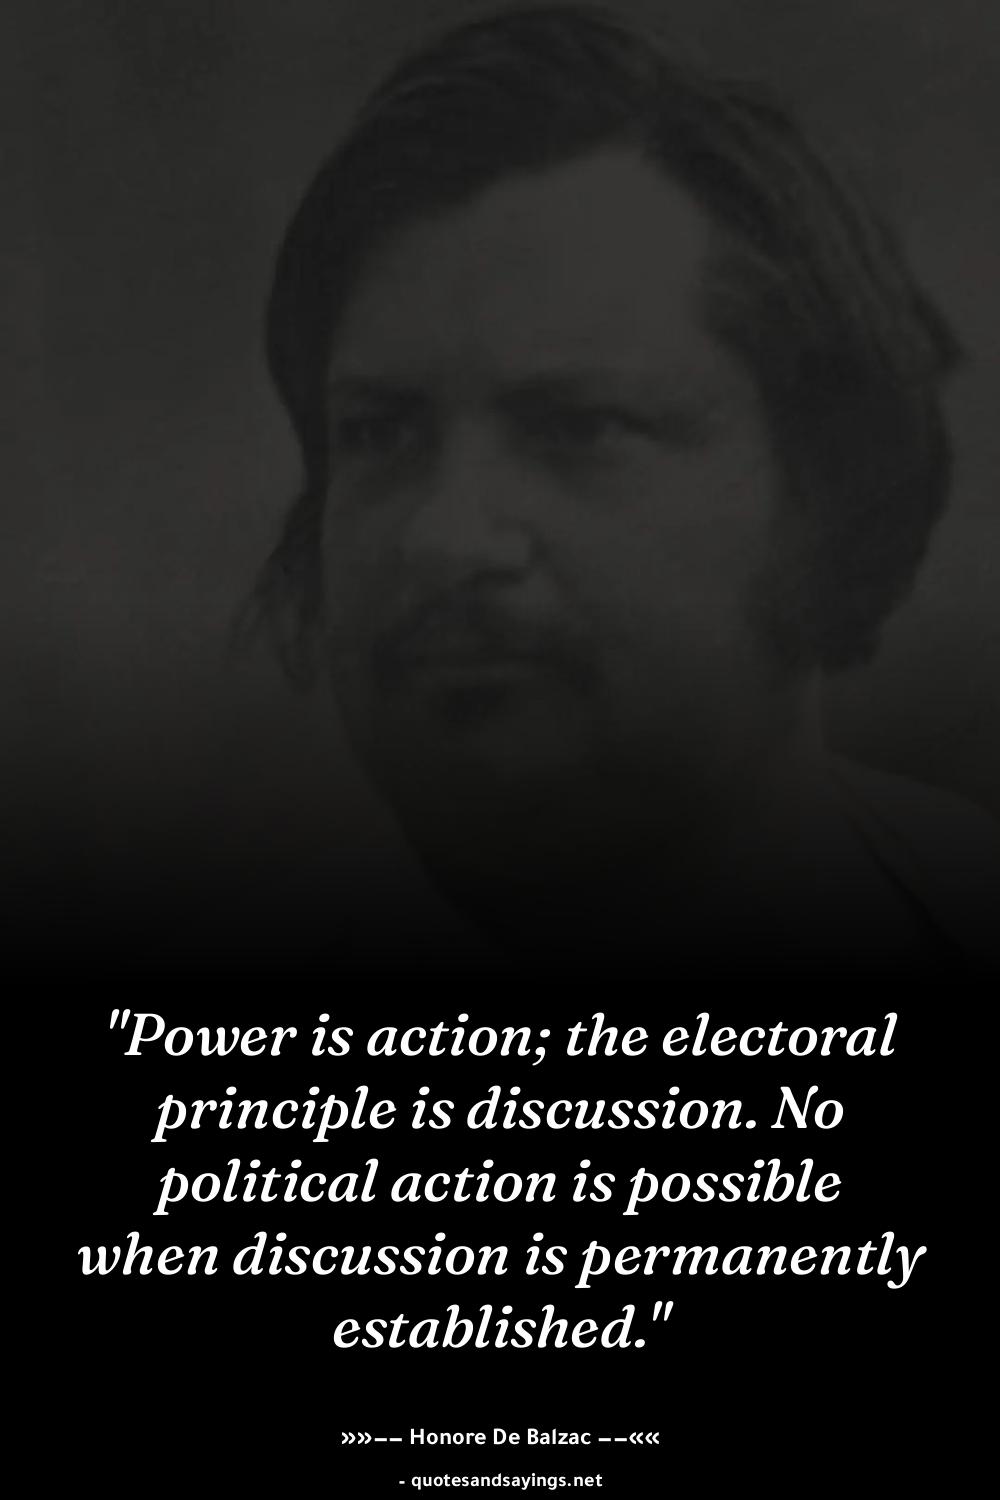 "Power is action; the electoral
principle is discussion. No
political action is possible
when discussion is permanently
established."
»»–– Honore De Balzac ––««
- quotesandsayings.net